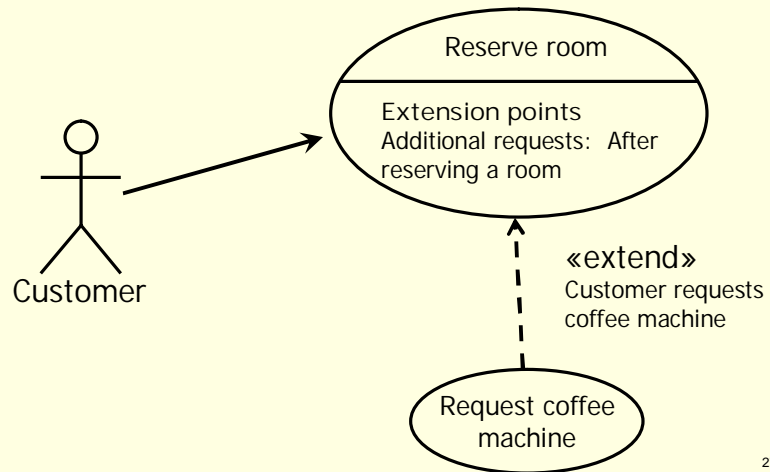 Reserve room
Extension points
Additional requests: After
reserving a room
Customer
«extend»
Customer requests
coffee machine
Request coffee
machine
2